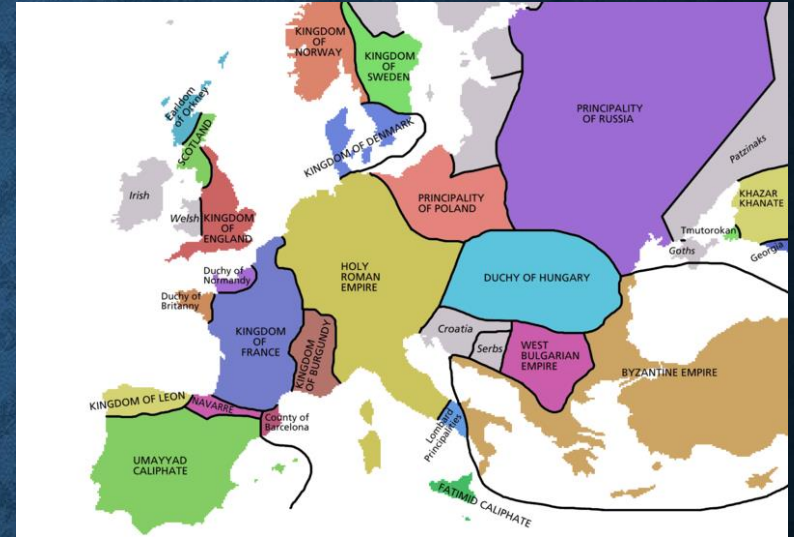 KINGDOM
OF
NORWAY
KINGDOM
OF
SWEDEN
Earldom
of Orkney
SCOTLAND
KINGDOM OF DENMARK
PRINCIPALITY
OF RUSSIA
Patzinaks
Irish
Welsh
KINGDOM
OF
ENGLAND
PRINCIPALITY
OF POLAND
KHAZAR
KHANATE
Tmutorokan
Goths
Georgia
Duchy of
Normandy
Duchy of
Britanny
HOLY
ROMAN
EMPIRE
DUCHY OF HUNGARY
KINGDOM
OF
FRANCE
KINGDOM
OF BURGUNDY
Croatia
Serbs
WEST
BULGARIAN
EMPIRE
BYZANTINE EMPIRE
KINGDOM OF LEON
NAVARRE
County of
Barcelona
Lombard
Principalities
UMAYYAD
CALIPHATE
FATIMID CALIPHATE